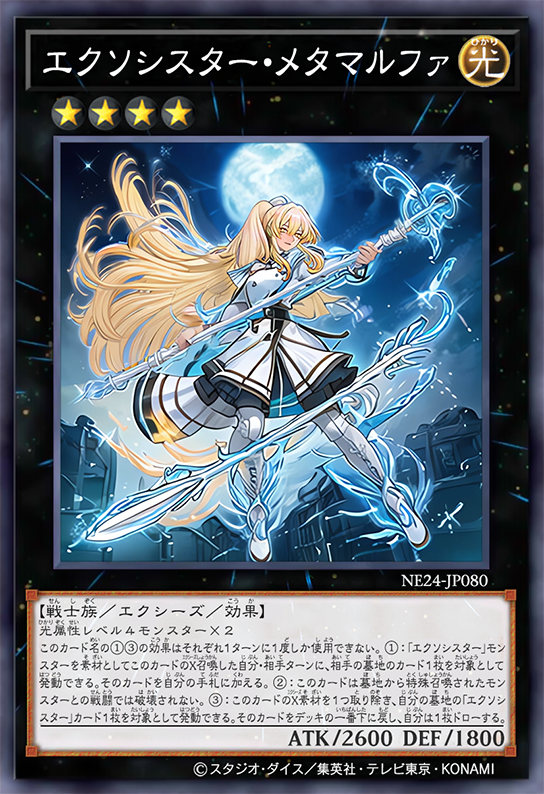 エクソシスター・メタマルファ
光
NE24-JP080
【戦士族/エクシーズ/効果】
光属性レベル4モンスター×2
このカード名の①③の効果はそれぞれ1ターンに1度しか使用できない。①:「エクソシスター」モン
スターを素材としてこのカードのX召喚した自分・相手ターンに、相手の墓地のカード1枚を対象として
発動できる。そのカードを自分の手札に加える。②:このカードは墓地から特殊召喚されたモン
スターとの戦闘では破壊されない。③:このカードのX素材を1つ取り除き、自分の墓地の「エクソ
シスター」カード1枚を対象として発動できる。そのカードをデッキの一番下に戻し、自分は1枚ドローする。
ATK/2600 DEF/1800
©スタジオ・ダイス/集英社・テレビ東京・KONAMI